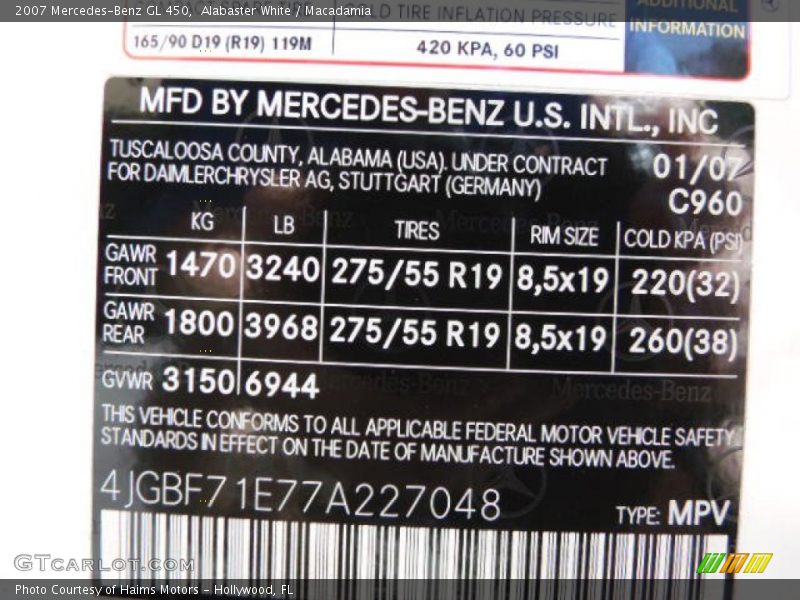 2007 Mercedes-Benz GL 450,  Alabaster White / Macadamia
COLD TIRE INFLATION PRESSURE
ADDITIONAL
INFORMATION
165/90 D19 (R19) 119M
420 KPA, 60 PSI
MFD BY MERCEDES-BENZ U.S. INTL., INC
TUSCALOOSA COUNTY, ALABAMA (USA). UNDER CONTRACT
FOR DAIMLERCHRYSLER AG, STUTTGART (GERMANY)
01/07
C960
KG LB TIRES RIM SIZE COLD KPA (PSI)
GAWR FRONT 1470 3240 275/55 R19 8,5x19 220(32)
GAWR REAR 1800 3968 275/55 R19 8,5x19 260(38)
GVWR 3150 6944
THIS VEHICLE CONFORMS TO ALL APPLICABLE FEDERAL MOTOR VEHICLE SAFETY
STANDARDS IN EFFECT ON THE DATE OF MANUFACTURE SHOWN ABOVE.
4JGBF71E77A227048
TYPE: MPV
GTCARLOT.COM
Photo Courtesy of Haims Motors - Hollywood, FL